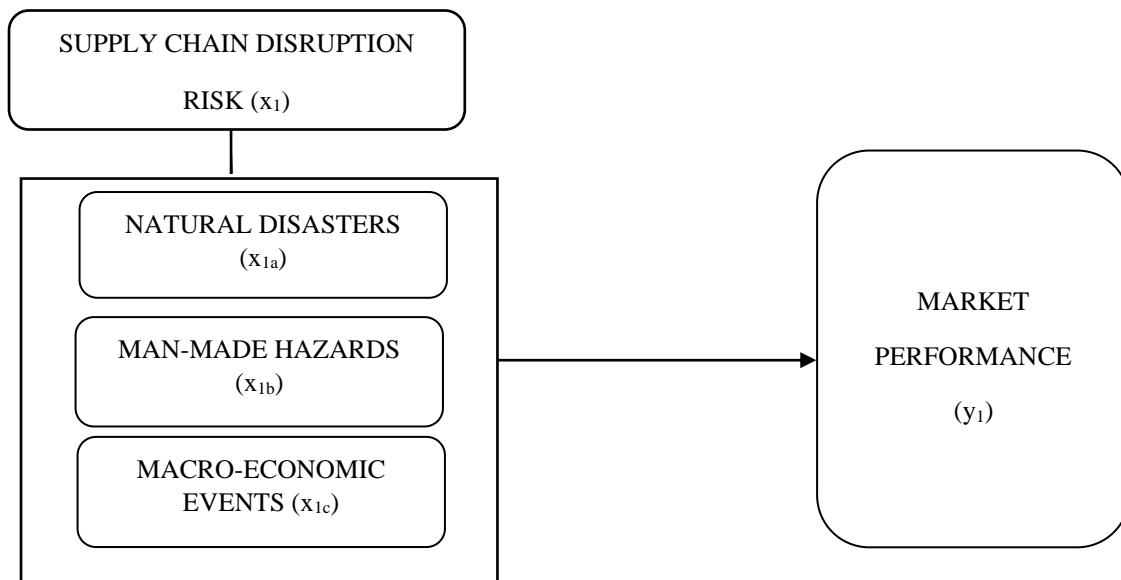 SUPPLY CHAIN DISRUPTION
RISK (x₁)
NATURAL DISASTERS
(x₁ₐ)
MAN-MADE HAZARDS
(x1b)
MACRO-ECONOMIC
EVENTS (x1c)
MARKET
PERFORMANCE
(y₁)